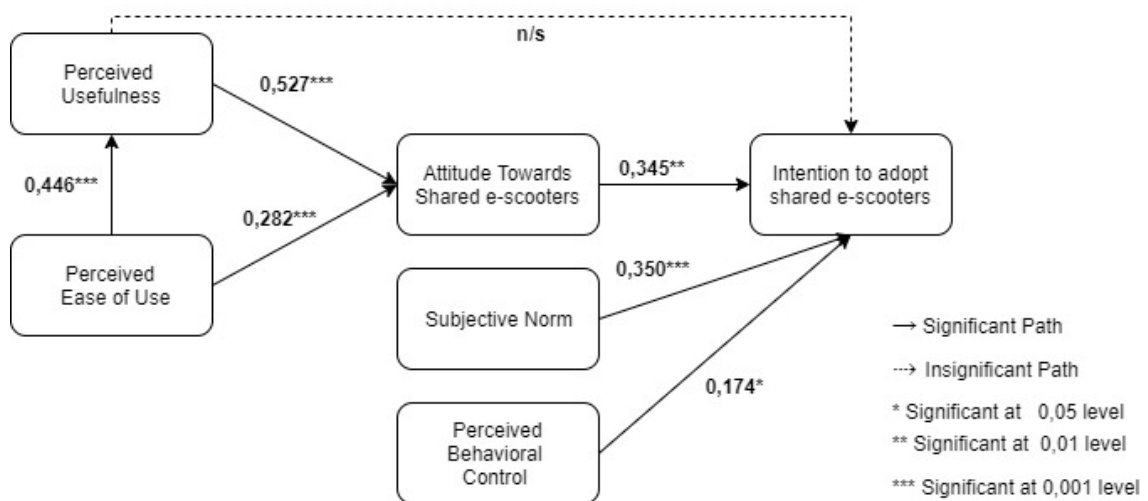 n/s
Perceived
Usefulness
0,527***
0,446***
Attitude Towards
Shared e-scooters
0,345**
Intention to adopt
shared e-scooters
0,282***
Perceived
Ease of Use
0,350***
Subjective Norm
0,174*
Perceived
Behavioral
Control
Significant Path
Insignificant Path
* Significant at 0,05 level
** Significant at 0,01 level
*** Significant at 0,001 level